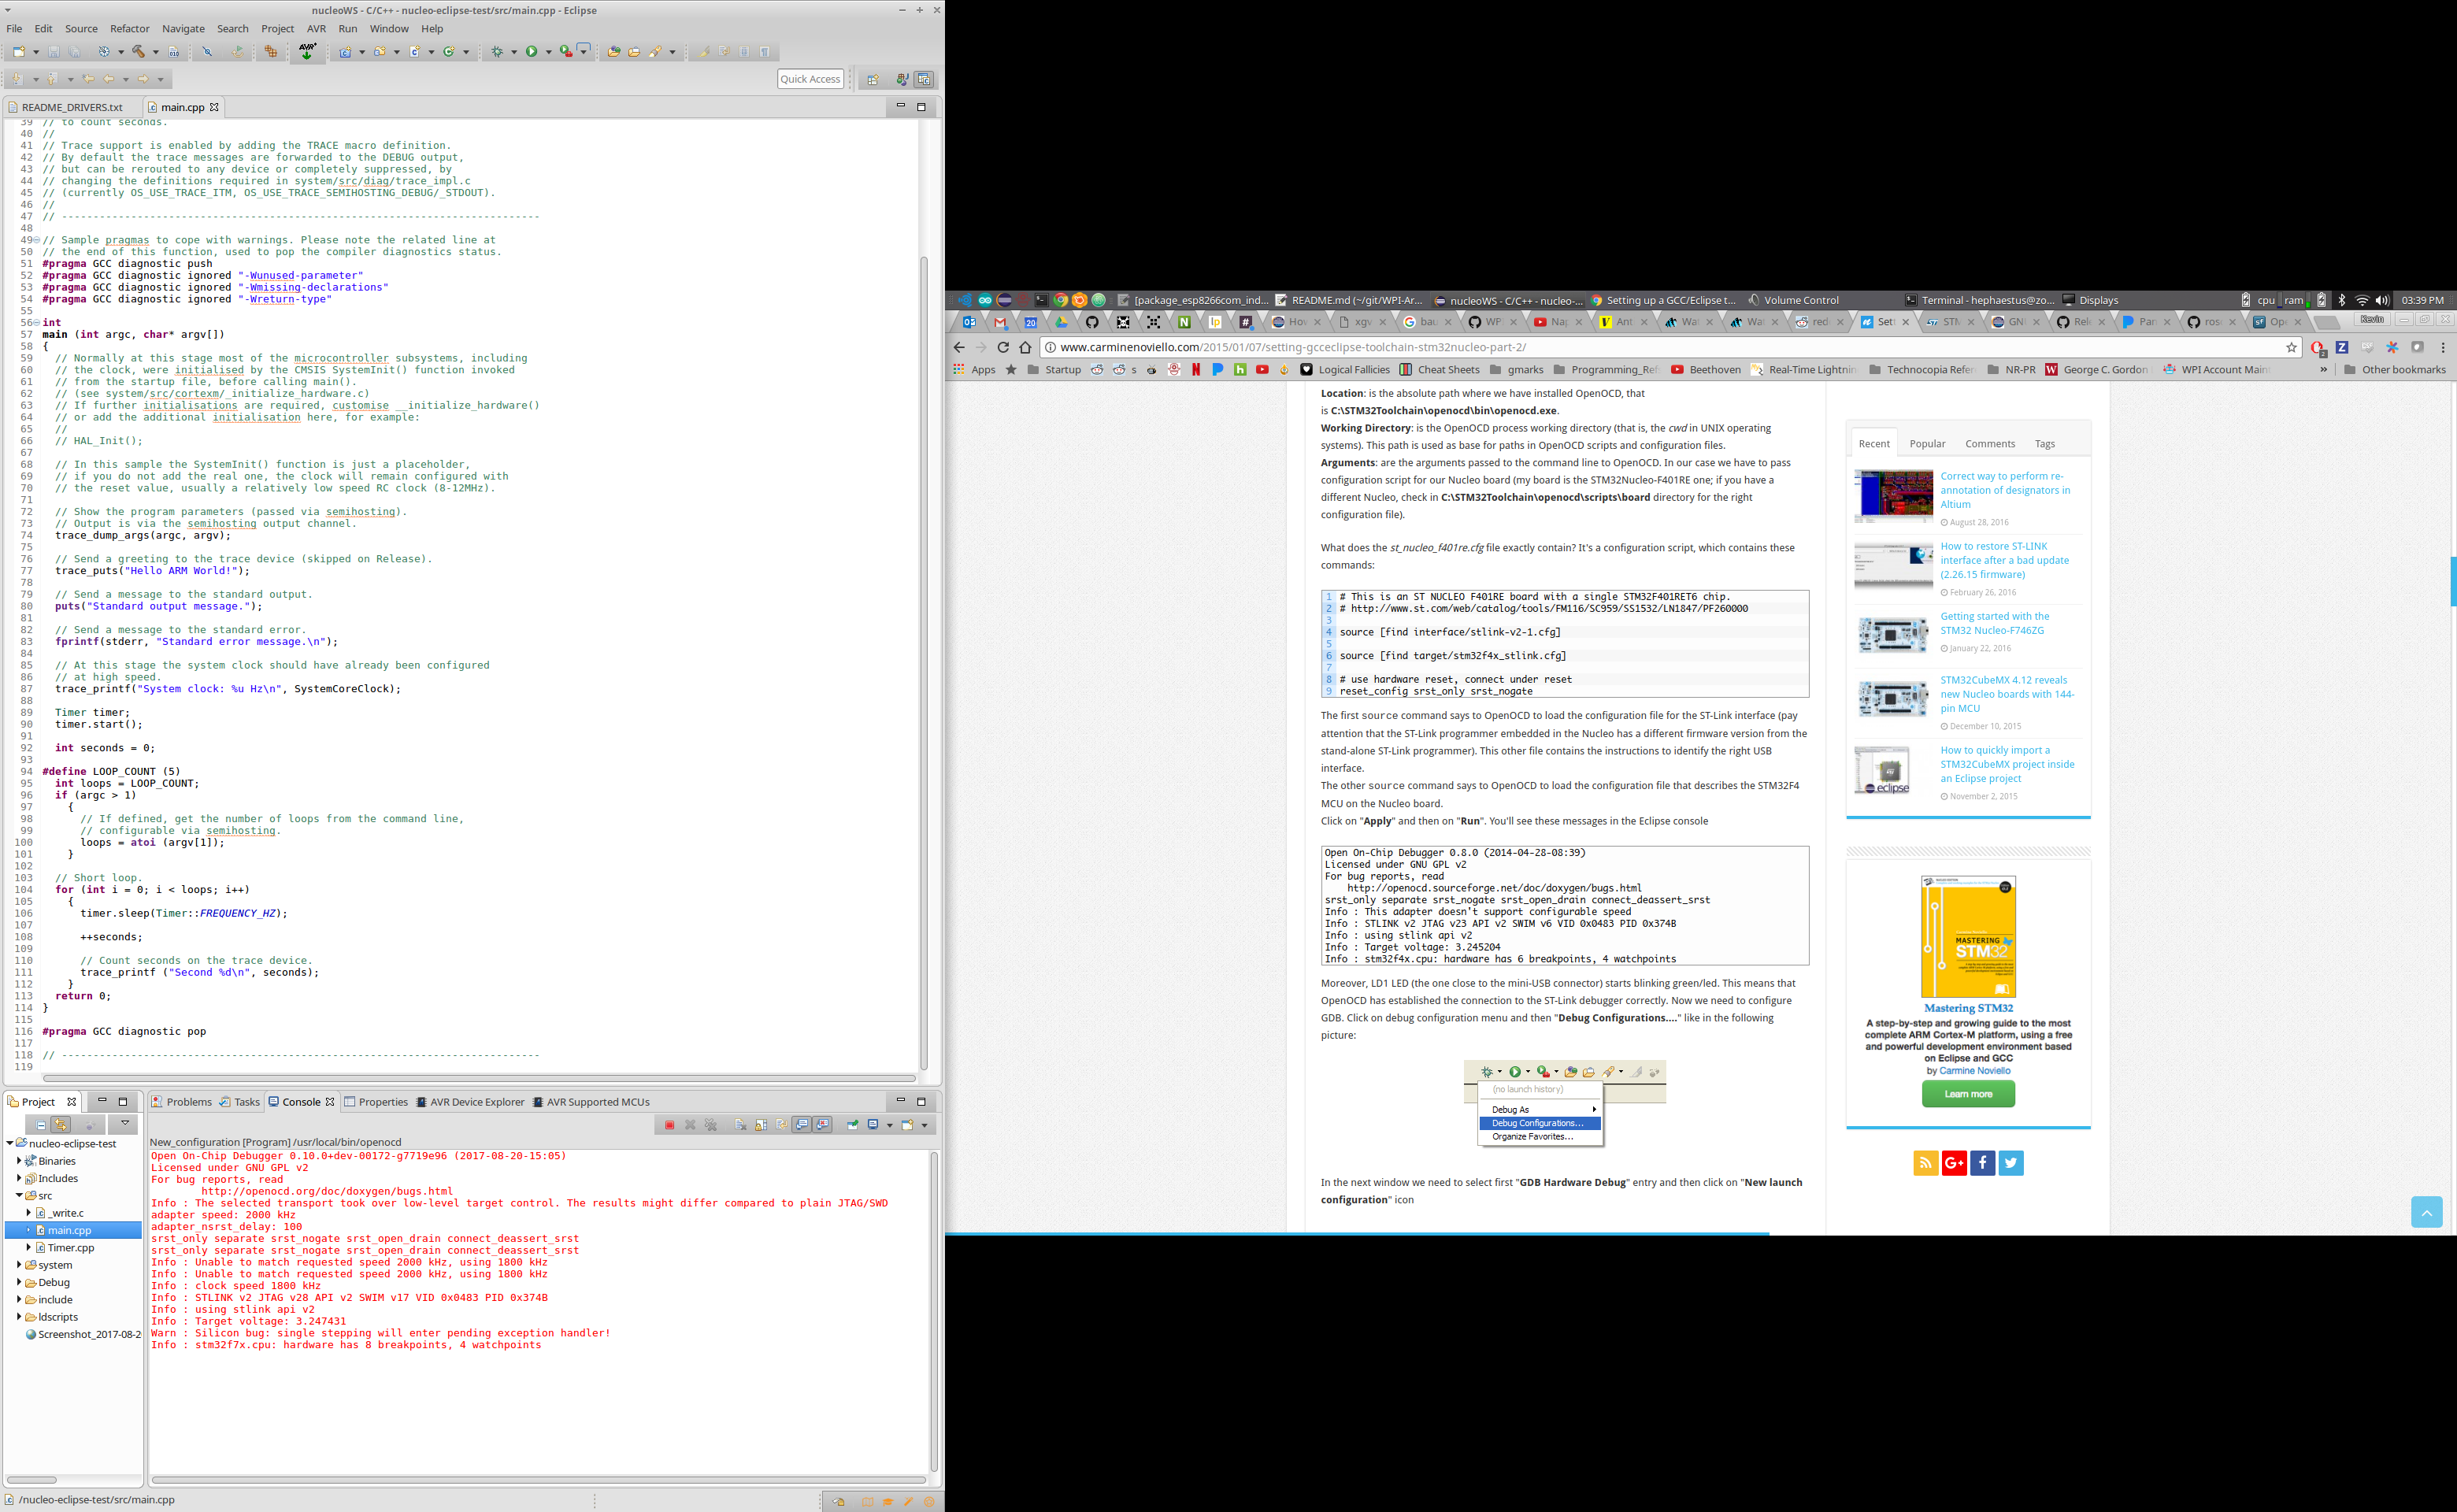 nucleoWS - C/C++ - nucleo-eclipse-test/src/main.cpp - Eclipse
File Edit Source Refactor Navigate Search Project AVR Run Window Help
Quick Access
README_DRIVERS.txt main.cpp
39 // to count seconds.
40 //
41 // Trace support is enabled by adding the TRACE macro definition.
42 // By default the trace messages are forwarded to the DEBUG output,
43 // but can be rerouted to any device or completely suppressed, by
44 // changing the definitions required in system/src/diag/trace_impl.c
45 // (currently OS_USE_TRACE_ITM, OS_USE_TRACE_SEMIHOSTING_DEBUG/_STDOUT).
46 //
47 // ----------------------------------------------------------------------------
48
49 // Sample pragmas to cope with warnings. Please note the related line at
50 // the end of this function, used to pop the compiler diagnostics status.
51 #pragma GCC diagnostic push
52 #pragma GCC diagnostic ignored "-Wunused-parameter"
53 #pragma GCC diagnostic ignored "-Wmissing-declarations"
54 #pragma GCC diagnostic ignored "-Wreturn-type"
55
56 int
57 main (int argc, char* argv[])
58 {
59 // Normally at this stage most of the microcontroller subsystems, including
60 // the clock, were initialised by the CMSIS SystemInit() function invoked
61 // from the startup file, before calling main().
62 // (see system/src/cortexm/_initialize_hardware.c)
63 // If further initialisations are required, customise __initialize_hardware()
64 // or add the additional initialisation here, for example:
65 //
66 // HAL_Init();
67
68 // In this sample the SystemInit() function is just a placeholder,
69 // if you do not add the real one, the clock will remain configured with
70 // the reset value, usually a relatively low speed RC clock (8-12MHz).
71
72 // Show the program parameters (passed via semihosting).
73 // Output is via the semihosting output channel.
74 trace_dump_args(argc, argv);
75
76 // Send a greeting to the trace device (skipped on Release).
77 trace_puts("Hello ARM World!");
78
79 // Send a message to the standard output.
80 puts("Standard output message.");
81
82 // Send a message to the standard error.
83 fprintf(stderr, "Standard error message.\n");
84
85 // At this stage the system clock should have already been configured
86 // at high speed.
87 trace_printf("System clock: %u Hz\n", SystemCoreClock);
88
89 Timer timer;
90 timer.start();
91
92 int seconds = 0;
93
94 #define LOOP_COUNT (5)
95 int loops = LOOP_COUNT;
96 if (argc > 1)
97 {
98 // If defined, get the number of loops from the command line,
99 // configurable via semihosting.
100 loops = atoi (argv[1]);
101 }
102
103 // Short loop.
104 for (int i = 0; i < loops; i++)
105 {
106 timer.sleep(Timer::FREQUENCY_HZ);
107
108 ++seconds;
109
110 // Count seconds on the trace device.
111 trace_printf ("Second %d\n", seconds);
112 }
113 return 0;
114 }
115
116 #pragma GCC diagnostic pop
117
118 // ----------------------------------------------------------------------------
119
Project
nucleo-eclipse-test
Binaries
Includes
src
_write.c
main.cpp
Timer.cpp
system
Debug
include
ldscripts
Screenshot_2017-08-2
Problems Tasks Console Properties AVR Device Explorer AVR Supported MCUs
New_configuration [Program] /usr/local/bin/openocd
Open On-Chip Debugger 0.10.0+dev-00172-g7719e96 (2017-08-20-15:05)
Licensed under GNU GPL v2
For bug reports, read
http://openocd.org/doc/doxygen/bugs.html
Info : The selected transport took over low-level target control. The results might differ compared to plain JTAG/SWD
adapter speed: 2000 kHz
adapter_nsrst_delay: 100
srst_only separate srst_nogate srst_open_drain connect_deassert_srst
srst_only separate srst_nogate srst_open_drain connect_deassert_srst
Info : Unable to match requested speed 2000 kHz, using 1800 kHz
Info : Unable to match requested speed 2000 kHz, using 1800 kHz
Info : clock speed 1800 kHz
Info : STLINK v2 JTAG v28 API v2 SWIM v17 VID 0x0483 PID 0x374B
Info : using stlink api v2
Info : Target voltage: 3.247431
Warn : Silicon bug: single stepping will enter pending exception handler!
Info : stm32f7x.cpu: hardware has 8 breakpoints, 4 watchpoints
/nucleo-eclipse-test/src/main.cpp
[package_esp8266com_ind... README.md (~/git/WPI-Ar... nucleoWS - C/C++ - nucleo-... Setting up a GCC/Eclipse t... Volume Control Terminal - hephaestus@zo... Displays cpu ram 03:39 PM
Kevin
www.carminenoviello.com/2015/01/07/setting-gcceclipse-toolchain-stm32nucleo-part-2/
Apps Startup s Logical Fallicies Cheat Sheets gmarks Programming_Ref Beethoven Real-Time Lightnin Technocopia Refer NR-PR George C. Gordon WPI Account Main » Other bookmarks
Location: is the absolute path where we have installed OpenOCD, that
is C:\STM32Toolchain\openocd\bin\openocd.exe.
Working Directory: is the OpenOCD process working directory (that is, the cwd in UNIX operating
systems). This path is used as base for paths in OpenOCD scripts and configuration files.
Arguments: are the arguments passed to the command line to OpenOCD. In our case we have to pass
configuration script for our Nucleo board (my board is the STM32Nucleo-F401RE one; if you have a
different Nucleo, check in C:\STM32Toolchain\openocd\scripts\board directory for the right
configuration file).
What does the st_nucleo_f401re.cfg file exactly contain? It's a configuration script, which contains these
commands:
1 # This is an ST NUCLEO F401RE board with a single STM32F401RET6 chip.
2 # http://www.st.com/web/catalog/tools/FM116/SC959/SS1532/LN1847/PF260000
3
4 source [find interface/stlink-v2-1.cfg]
5
6 source [find target/stm32f4x_stlink.cfg]
7
8 # use hardware reset, connect under reset
9 reset_config srst_only srst_nogate
The first source command says to OpenOCD to load the configuration file for the ST-Link interface (pay
attention that the ST-Link programmer embedded in the Nucleo has a different firmware version from the
stand-alone ST-Link programmer). This other file contains the instructions to identify the right USB
interface.
The other source command says to OpenOCD to load the configuration file that describes the STM32F4
MCU on the Nucleo board.
Click on "Apply" and then on "Run". You'll see these messages in the Eclipse console
Open On-Chip Debugger 0.8.0 (2014-04-28-08:39)
Licensed under GNU GPL v2
For bug reports, read
http://openocd.sourceforge.net/doc/doxygen/bugs.html
srst_only separate srst_nogate srst_open_drain connect_deassert_srst
Info : This adapter doesn't support configurable speed
Info : STLINK v2 JTAG v23 API v2 SWIM v6 VID 0x0483 PID 0x374B
Info : using stlink api v2
Info : Target voltage: 3.245204
Info : stm32f4x.cpu: hardware has 6 breakpoints, 4 watchpoints
Moreover, LD1 LED (the one close to the mini-USB connector) starts blinking green/led. This means that
OpenOCD has established the connection to the ST-Link debugger correctly. Now we need to configure
GDB. Click on debug configuration menu and then "Debug Configurations...." like in the following
picture:
(no launch history)
Debug As
Debug Configurations...
Organize Favorites...
In the next window we need to select first "GDB Hardware Debug" entry and then click on "New launch
configuration" icon
Recent Popular Comments Tags
Correct way to perform re-
annotation of designators in
Altium
August 28, 2016
How to restore ST-LINK
interface after a bad update
(2.26.15 firmware)
February 26, 2016
Getting started with the
STM32 Nucleo-F746ZG
January 22, 2016
STM32CubeMX 4.12 reveals
new Nucleo boards with 144-
pin MCU
December 10, 2015
How to quickly import a
STM32CubeMX project inside
an Eclipse project
November 2, 2015
eclipse
MASTERING
STM32
Mastering STM32
A step-by-step and growing guide to the most
complete ARM Cortex-M platform, using a free
and powerful development environment based
on Eclipse and GCC
by Carmine Noviello
Learn more